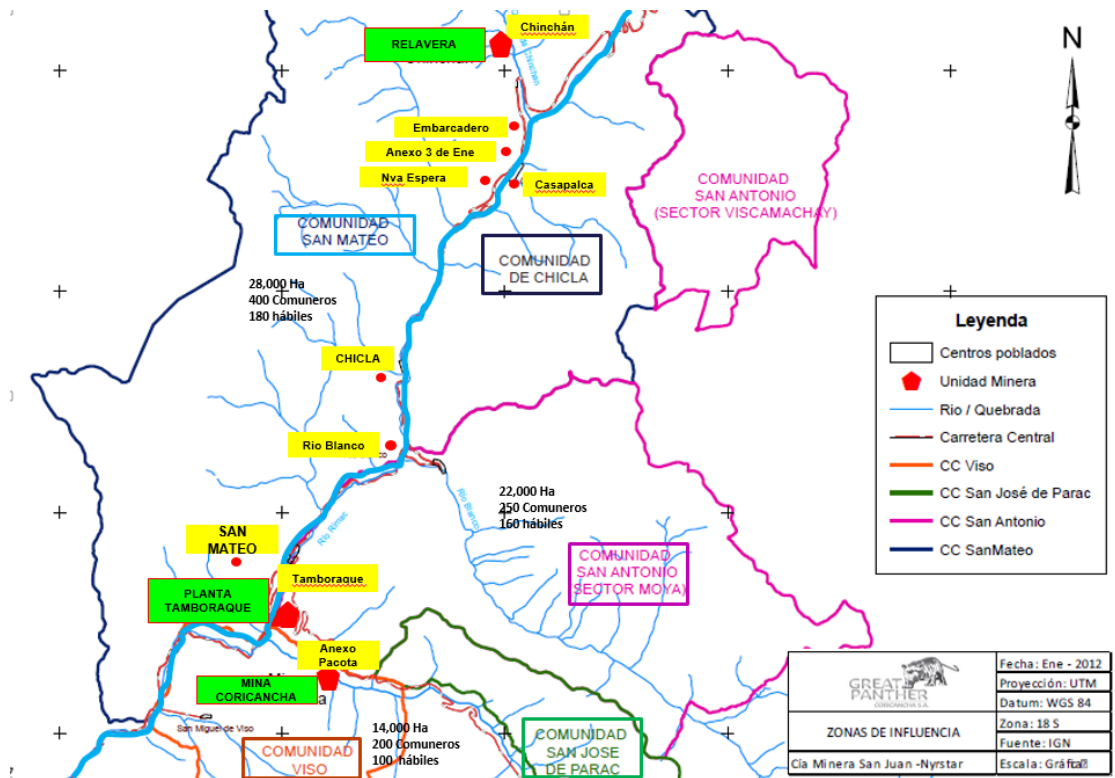 Chinchán
RELAVERA
N
Embarcadero
Anexo 3 de Ene
Nva Espera
Casapalca
COMUNIDAD
SAN ANTONIO
(SECTOR VISCAMACHAY)
COMUNIDAD
SAN MATEO
COMUNIDAD
DE CHICLA
28,000 Ha
400 Comuneros
180 hábiles
CHICLA
Rio Blanco
Río Blanco
Río Rimac
22,000 Ha
250 Comuneros
160 hábiles
SAN
MATEO
COMUNIDAD
SAN ANTONIO
(SECTOR MOYA)
Tamboraque
PLANTA
TAMBORAQUE
Anexo
Pacota
MINA
CORICANCHA
San Miguel de Viso
14,000 Ha
200 Comuneros
100 hábiles
COMUNIDAD
VISO
COMUNIDAD
SAN JOSE
DE PARAC
Leyenda
Centros poblados
Unidad Minera
Rio / Quebrada
Carretera Central
CC Viso
CC San José de Parac
CC San Antonio
CC SanMateo
GREAT
PANTHER
CORICANCHA S.A.
ZONAS DE INFLUENCIA
Cía Minera San Juan -Nyrstar
Fecha: Ene - 2012
Proyección: UTM
Datum: WGS 84
Zona: 18 S
Fuente: IGN
Escala: Gráfica